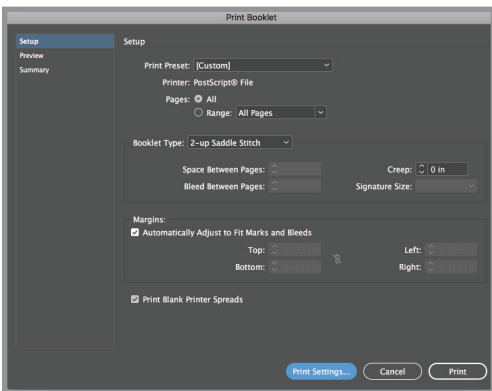 Print Booklet
Setup
Preview
Summary
Setup
Print Preset: [Custom]
Printer: PostScript® File
Pages: All
Range: All Pages
Booklet Type: 2-up Saddle Stitch
Space Between Pages: Creep: 0 in
Bleed Between Pages: Signature Size:
Margins:
Automatically Adjust to Fit Marks and Bleeds
Top: Left:
Bottom: Right:
Print Blank Printer Spreads
Print Settings... Cancel Print